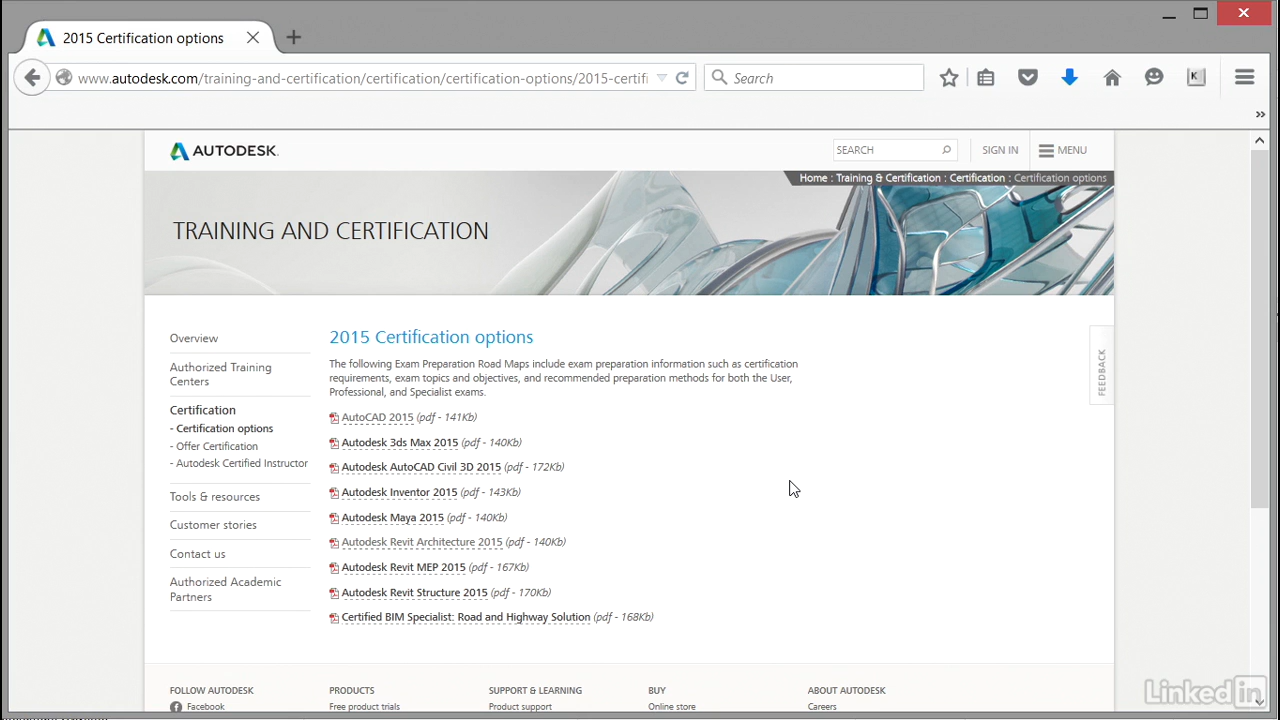 2015 Certification options
www.autodesk.com/training-and-certification/certification/certification-options/2015-certifi
Search
K
AUTODESK.
SEARCH
SIGN IN
MENU
Home : Training & Certification : Certification : Certification options
TRAINING AND CERTIFICATION
Overview
Authorized Training
Centers
Certification
- Certification options
- Offer Certification
- Autodesk Certified Instructor
Tools & resources
Customer stories
Contact us
Authorized Academic
Partners
2015 Certification options
The following Exam Preparation Road Maps include exam preparation information such as certification
requirements, exam topics and objectives, and recommended preparation methods for both the User,
Professional, and Specialist exams.
AutoCAD 2015 (pdf - 141Kb)
Autodesk 3ds Max 2015 (pdf - 140Kb)
Autodesk AutoCAD Civil 3D 2015 (pdf - 172Kb)
Autodesk Inventor 2015 (pdf - 143Kb)
Autodesk Maya 2015 (pdf - 140Kb)
Autodesk Revit Architecture 2015 (pdf - 140Kb)
Autodesk Revit MEP 2015 (pdf - 167Kb)
Autodesk Revit Structure 2015 (pdf - 170Kb)
Certified BIM Specialist: Road and Highway Solution (pdf - 168Kb)
FEEDBACK
FOLLOW AUTODESK
Facebook
PRODUCTS
Free product trials
SUPPORT & LEARNING
Product support
BUY
Online store
ABOUT AUTODESK
Careers
LinkedIn